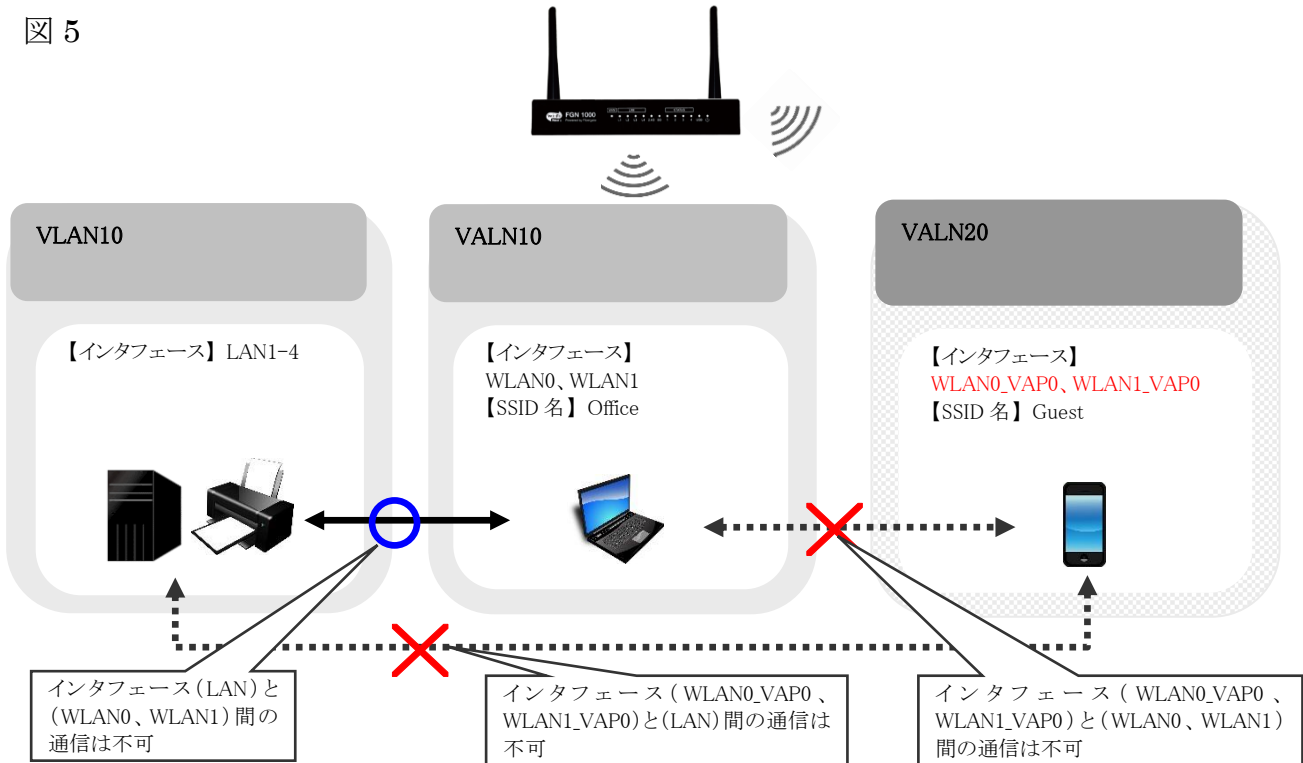 図 5
FGN 1000
VLAN10
VALN10
VALN20
【インタフェース】 LAN1-4
【インタフェース】
WLAN0、WLAN1
【SSID 名】 Office
【インタフェース】
WLAN0_VAP0、WLAN1_VAP0
【SSID 名】 Guest
インタフェース(LAN)と
(WLAN0、WLAN1)間の
通信は不可
インタフェース(WLAN0_VAP0、
WLAN1_VAP0)と(LAN)間の通信は
不可
インタフェース(WLAN0_VAP0、
WLAN1_VAP0)と(WLAN0、WLAN1)
間の通信は不可